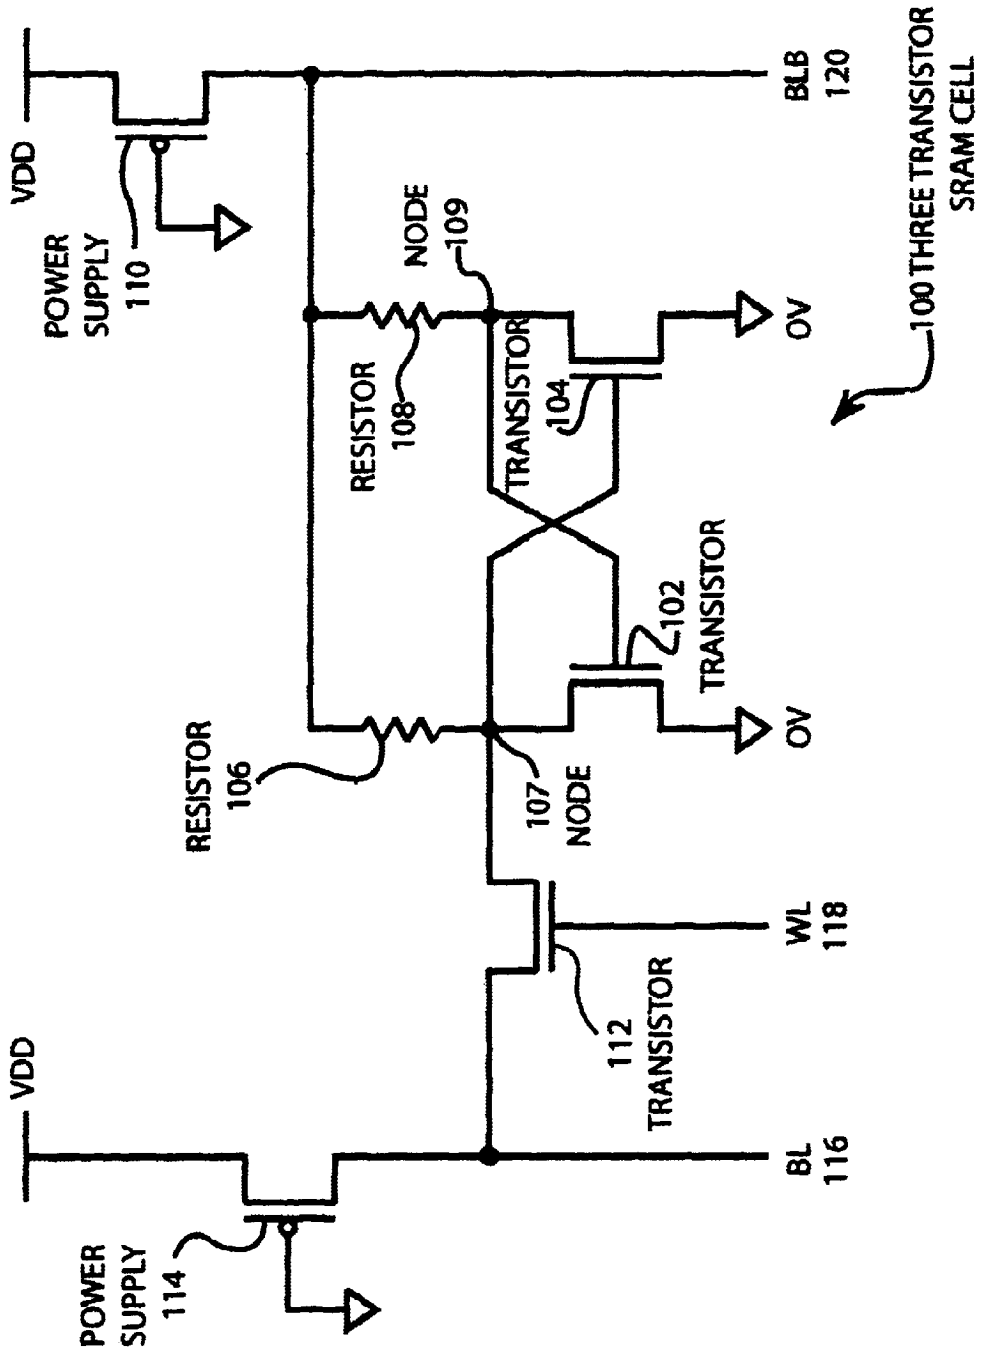 VDD
POWER
SUPPLY
110
NODE
109
RESISTOR
108
TRANSISTOR
104
BLB
120
0V
100 THREE TRANSISTOR
SRAM CELL
RESISTOR
106
107
NODE
102
TRANSISTOR
0V
VDD
POWER
SUPPLY
114
112
TRANSISTOR
WL
118
BL
116